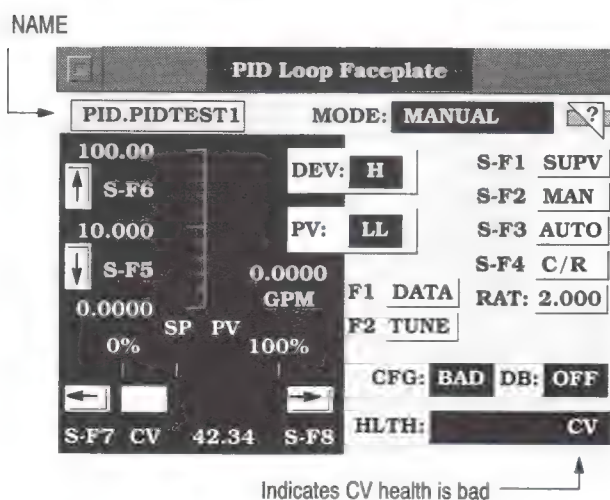 NAME
PID Loop Faceplate
PID.PIDTEST1 MODE: MANUAL ?
100.00 DEV: H S-F1 SUPV
S-F6 S-F2 MAN
10.000 PV: LL S-F3 AUTO
S-F5 0.0000 S-F4 C/R
0.0000 GPM F1 DATA RAT: 2.000
SP PV F2 TUNE
0% 100%
CFG: BAD DB: OFF
S-F7 CV 42.34 S-F8 HLTH: CV
Indicates CV health is bad